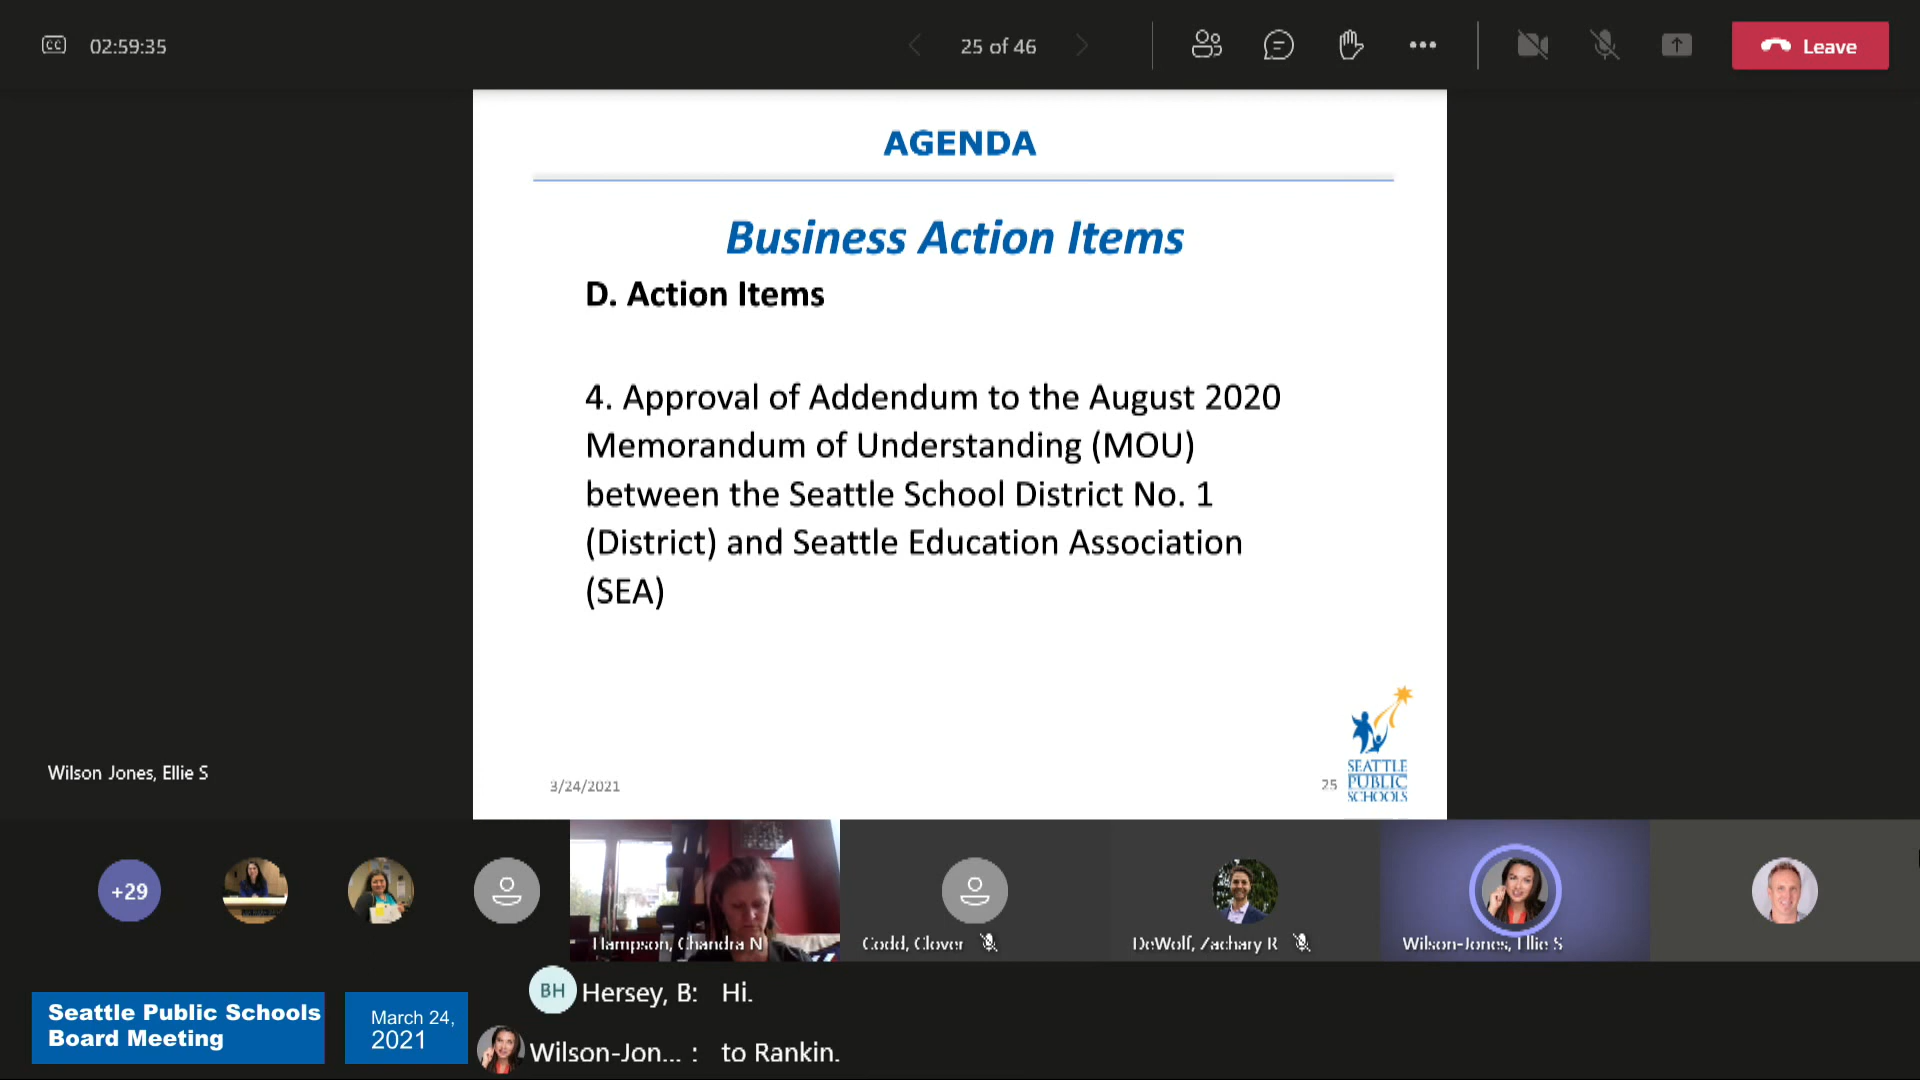 CC 02:59:35
25 of 46
Leave
AGENDA
Business Action Items
D. Action Items
4. Approval of Addendum to the August 2020
Memorandum of Understanding (MOU)
between the Seattle School District No. 1
(District) and Seattle Education Association
(SEA)
SEATTLE
PUBLIC
SCHOOLS
3/24/2021
25
Wilson Jones, Ellie S
+29
Hampson, Chandra N
Codd, Clover
DeWolf, Zachary R
Wilson-Jones, Ellie S
BH Hersey, B: Hi.
Wilson-Jon... : to Rankin.
Seattle Public Schools
Board Meeting
March 24,
2021